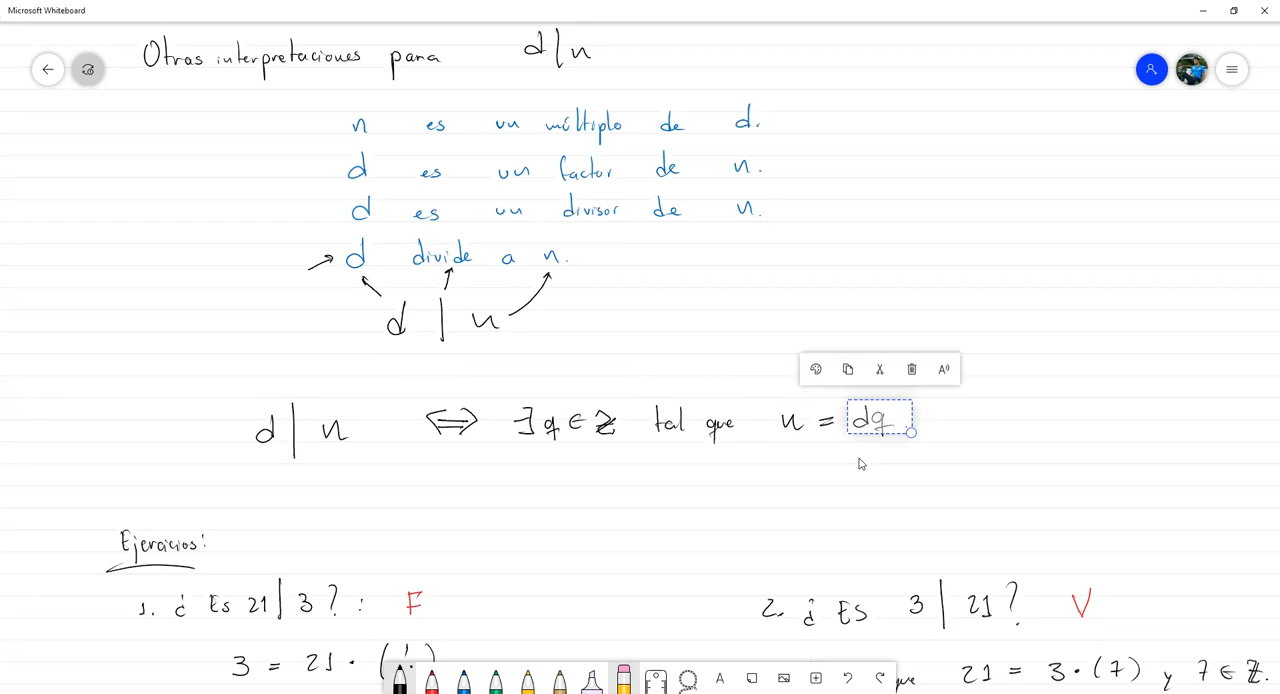 Microsoft Whiteboard
Otras interpretaciones para d|n
n es un múltiplo de d.
d es un factor de n.
d es un divisor de n.
→ d divide a n.
d | n
d | n ⟺ ∃ q ∈ ℤ tal que n = dq.
Ejercicios:
1. ¿ Es 21 | 3 ? : F
2. ¿ Es 3 | 21 ? V
3 = 21 · (
que 21 = 3 · (7) y 7 ∈ ℤ.